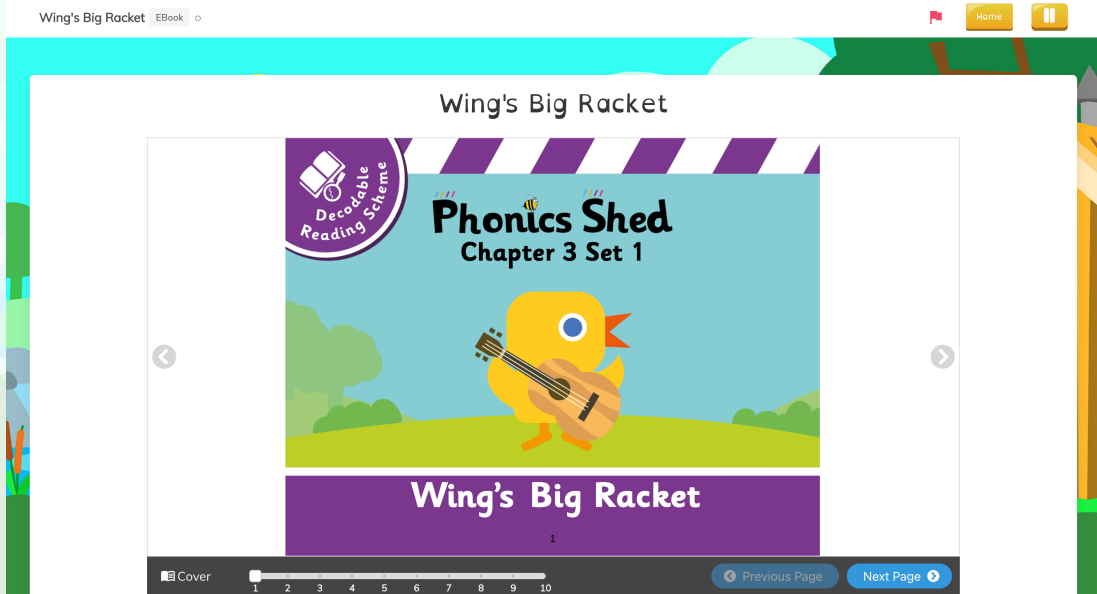 Wing's Big Racket EBook
Home
Wing's Big Racket
Decodable
Reading Scheme
Phonics Shed
Chapter 3 Set 1
Wing's Big Racket
1
Cover
1 2 3 4 5 6 7 8 9 10
Previous Page
Next Page